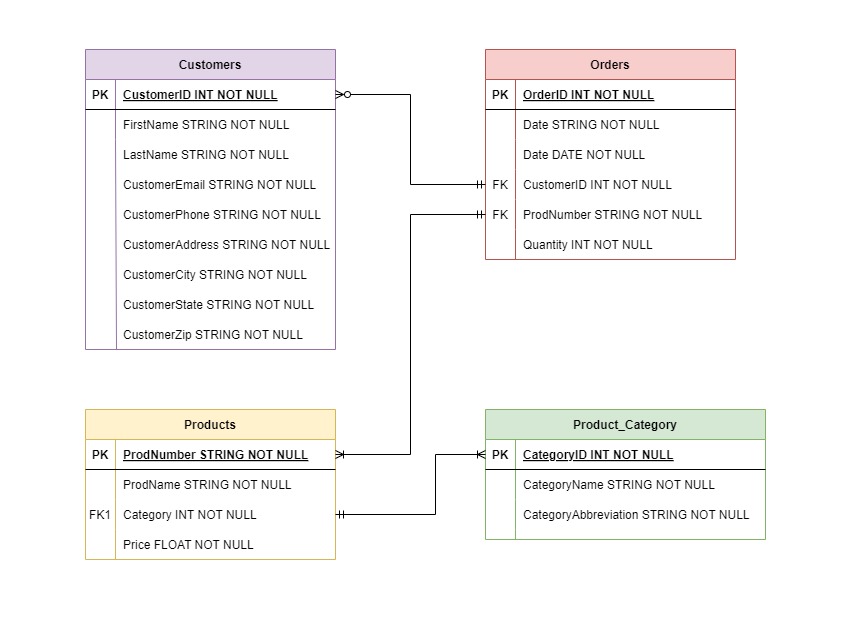 Customers
PK CustomerID INT NOT NULL
FirstName STRING NOT NULL
LastName STRING NOT NULL
CustomerEmail STRING NOT NULL
CustomerPhone STRING NOT NULL
CustomerAddress STRING NOT NULL
CustomerCity STRING NOT NULL
CustomerState STRING NOT NULL
CustomerZip STRING NOT NULL
Orders
PK OrderID INT NOT NULL
Date STRING NOT NULL
Date DATE NOT NULL
FK CustomerID INT NOT NULL
FK ProdNumber STRING NOT NULL
Quantity INT NOT NULL
Products
PK ProdNumber STRING NOT NULL
ProdName STRING NOT NULL
FK1 Category INT NOT NULL
Price FLOAT NOT NULL
Product_Category
PK CategoryID INT NOT NULL
CategoryName STRING NOT NULL
CategoryAbbreviation STRING NOT NULL